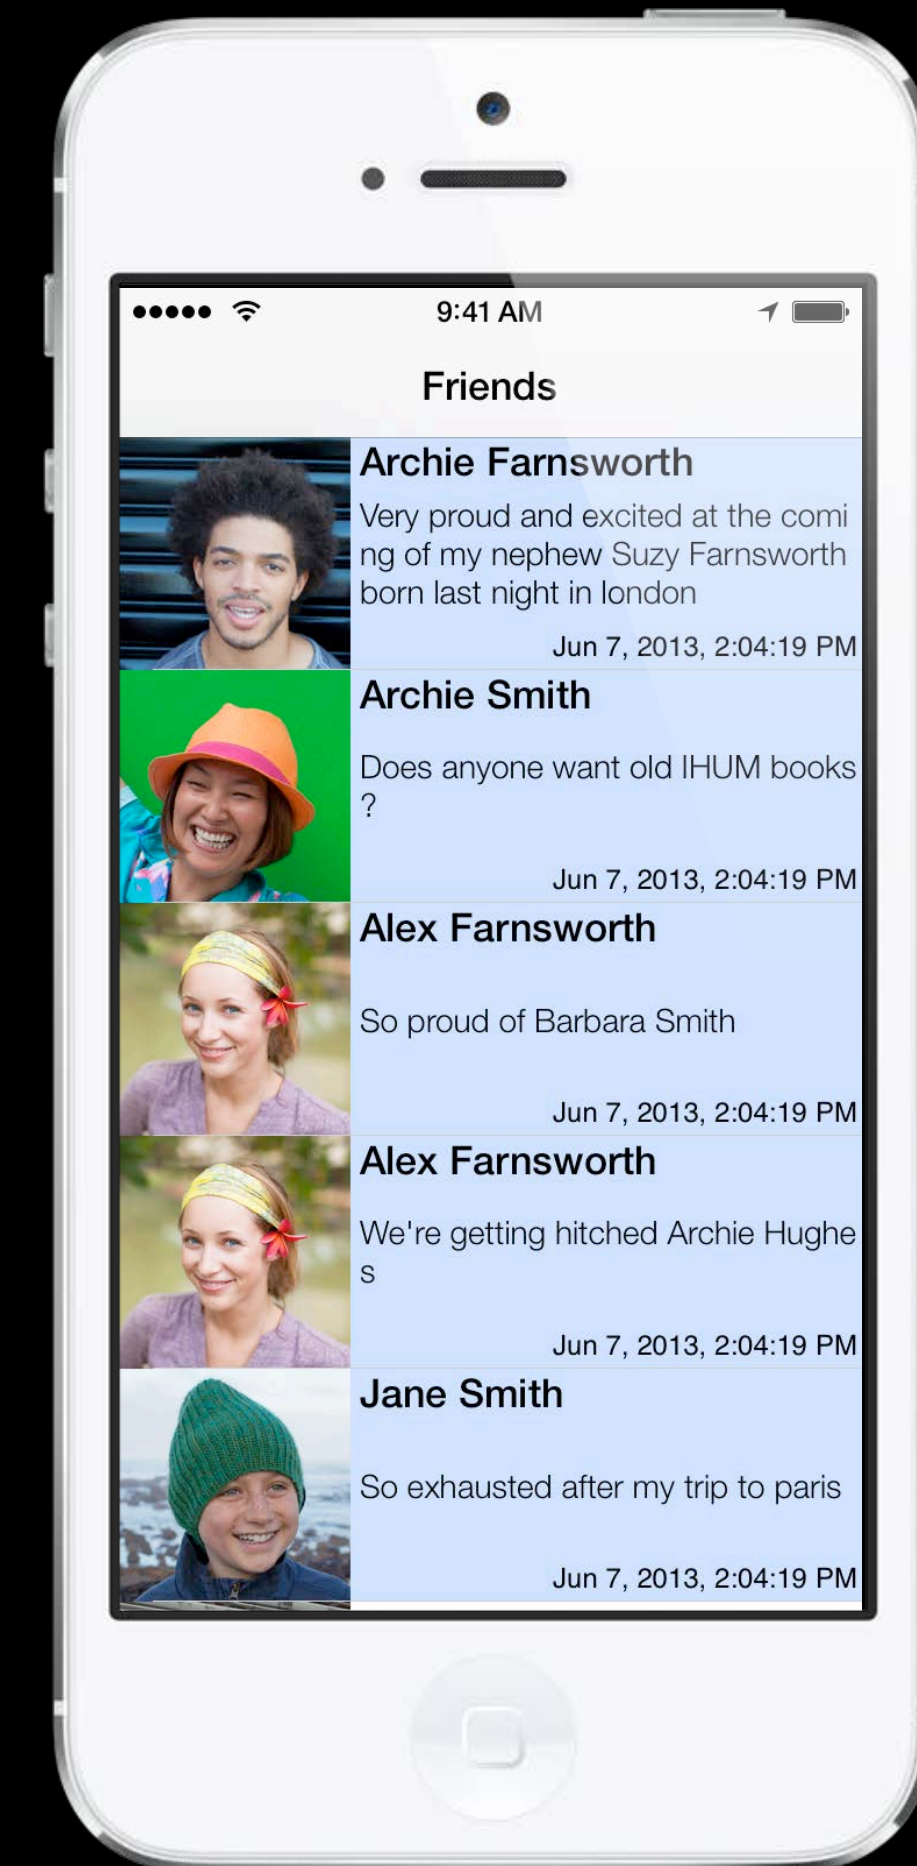 9:41 AM
Friends
Archie Farnsworth
Very proud and excited at the comi
ng of my nephew Suzy Farnsworth
born last night in london
Jun 7, 2013, 2:04:19 PM
Archie Smith
Does anyone want old IHUM books
?
Jun 7, 2013, 2:04:19 PM
Alex Farnsworth
So proud of Barbara Smith
Jun 7, 2013, 2:04:19 PM
Alex Farnsworth
We're getting hitched Archie Hughe
s
Jun 7, 2013, 2:04:19 PM
Jane Smith
So exhausted after my trip to paris
Jun 7, 2013, 2:04:19 PM